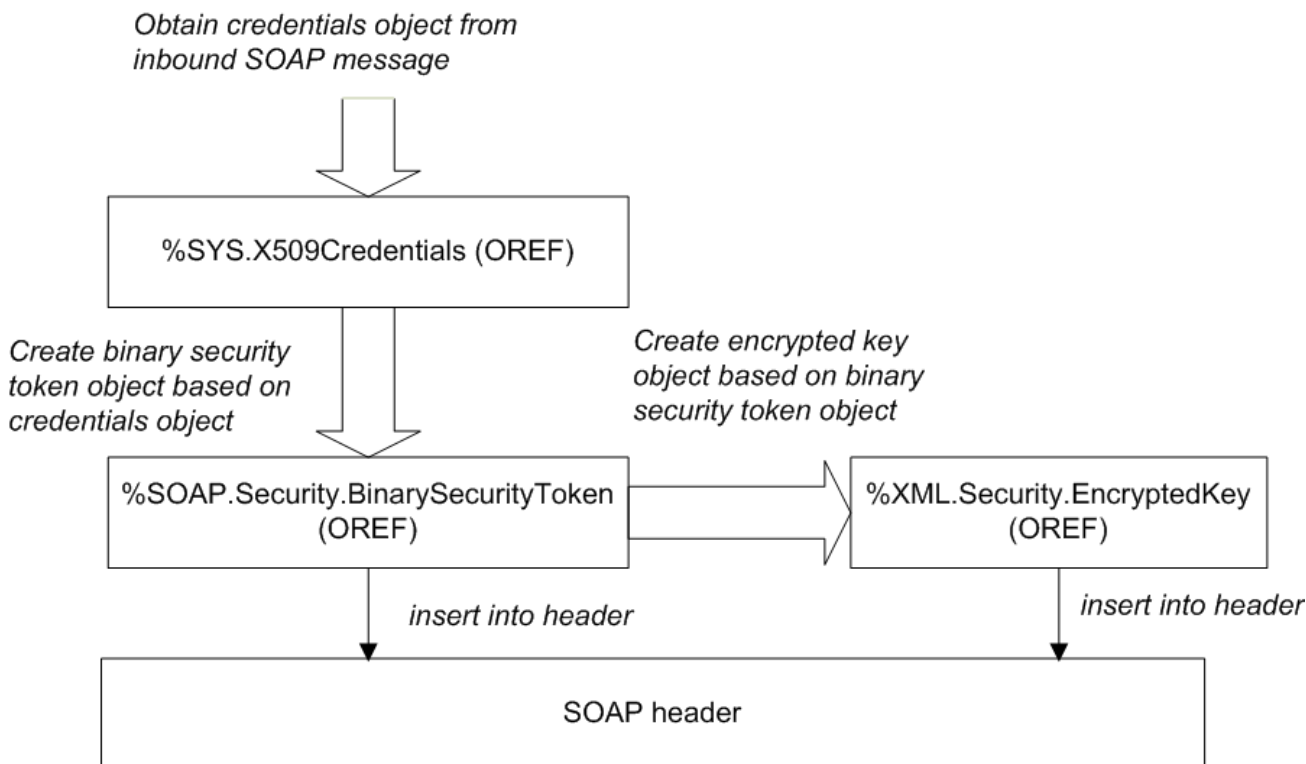 Obtain credentials object from
inbound SOAP message
%SYS.X509Credentials (OREF)
Create binary security
token object based on
credentials object
Create encrypted key
object based on binary
security token object
%SOAP.Security.BinarySecurityToken
(OREF)
%XML.Security.EncryptedKey
(OREF)
insert into header
insert into header
SOAP header